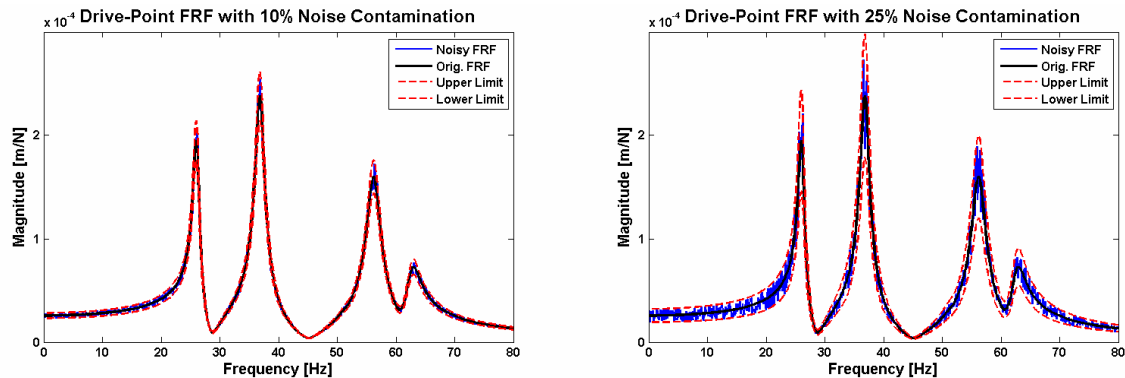 x 10⁻⁴ Drive-Point FRF with 10% Noise Contamination
Noisy FRF
Orig. FRF
Upper Limit
Lower Limit
2
1
0
Magnitude [m/N]
0 10 20 30 40 50 60 70 80
Frequency [Hz]
x 10⁻⁴ Drive-Point FRF with 25% Noise Contamination
Noisy FRF
Orig. FRF
Upper Limit
Lower Limit
2
1
0
Magnitude [m/N]
0 10 20 30 40 50 60 70 80
Frequency [Hz]